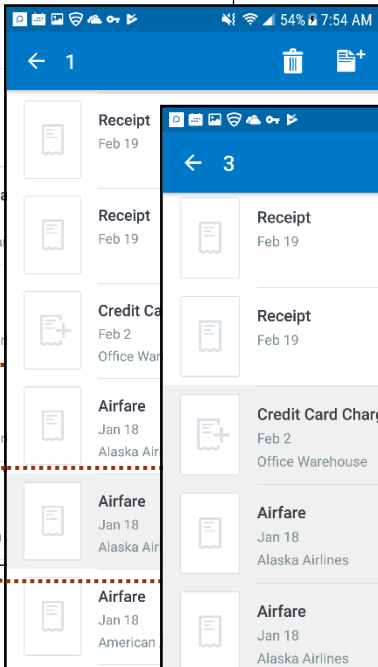 54% 7:54 AM
1
Receipt
Feb 19
Receipt
Feb 19
Credit Ca
Feb 2
Office War
Airfare
Jan 18
Alaska Air
Airfare
Jan 18
Alaska Air
Airfare
Jan 18
American
3
Receipt
Feb 19
Receipt
Feb 19
Credit Card Charg
Feb 2
Office Warehouse
Airfare
Jan 18
Alaska Airlines
Airfare
Jan 18
Alaska Airlines